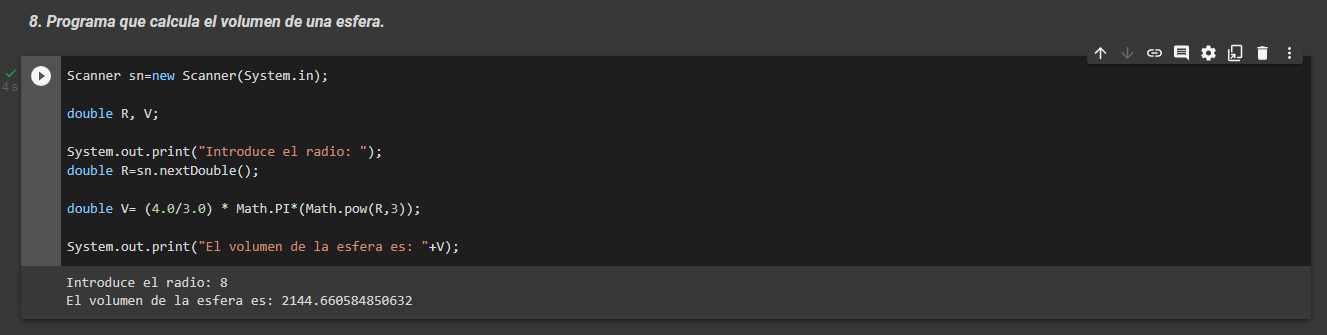 8. Programa que calcula el volumen de una esfera.
4 s
Scanner sn=new Scanner(System.in);
double R, V;
System.out.print("Introduce el radio: ");
double R=sn.nextDouble();
double V= (4.0/3.0) * Math.PI*(Math.pow(R,3));
System.out.print("El volumen de la esfera es: "+V);
Introduce el radio: 8
El volumen de la esfera es: 2144.660584850632